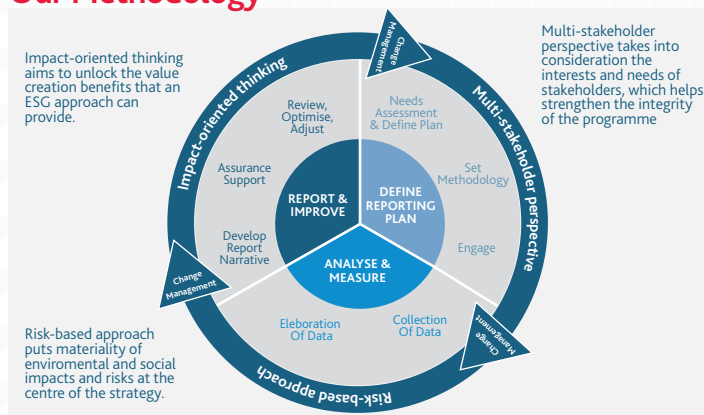 Our Methodology
Impact-oriented thinking
aims to unlock the value
creation benefits that an
ESG approach can
provide.
Multi-stakeholder
perspective takes into
consideration the
interests and needs of
stakeholders, which helps
strengthen the integrity
of the programme
Risk-based approach
puts materiality of
enviromental and social
impacts and risks at the
centre of the strategy.
Impact-oriented thinking
Change
Management
Multi-stakeholder perspective
Change
Management
Risk-based approach
Change
Management
Review,
Optimise,
Adjust
Assurance
Support
Develop
Report
Narrative
Needs
Assessment
& Define Plan
Set
Methodology
Engage
Eleboration
Of Data
Collection
Of Data
REPORT &
IMPROVE
DEFINE
REPORTING
PLAN
ANALYSE &
MEASURE